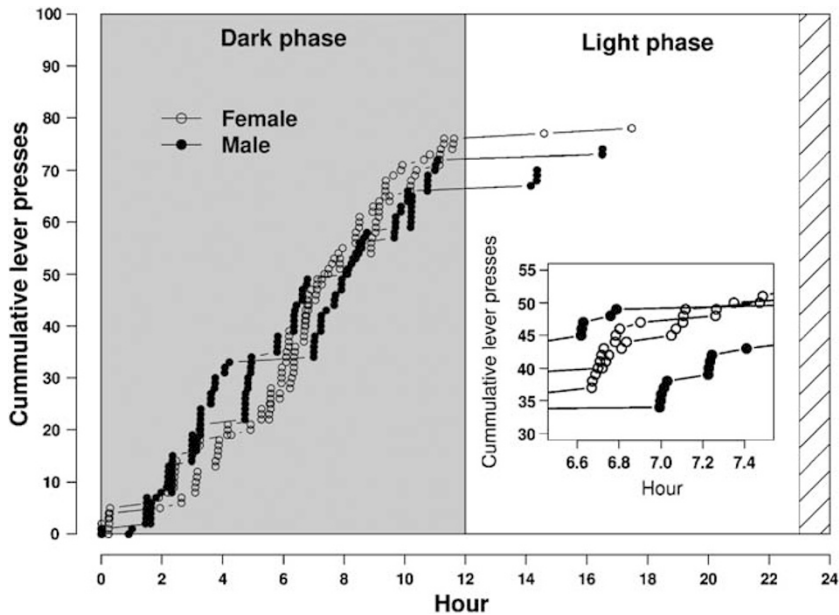 Dark phase
Light phase
Female
Male
Cummulative lever presses
100
90
80
70
60
50
40
30
20
10
0
0 2 4 6 8 10 12 14 16 18 20 22 24
Hour
Cummulative lever presses
55
50
45
40
35
30
6.6 6.8 7.0 7.2 7.4
Hour